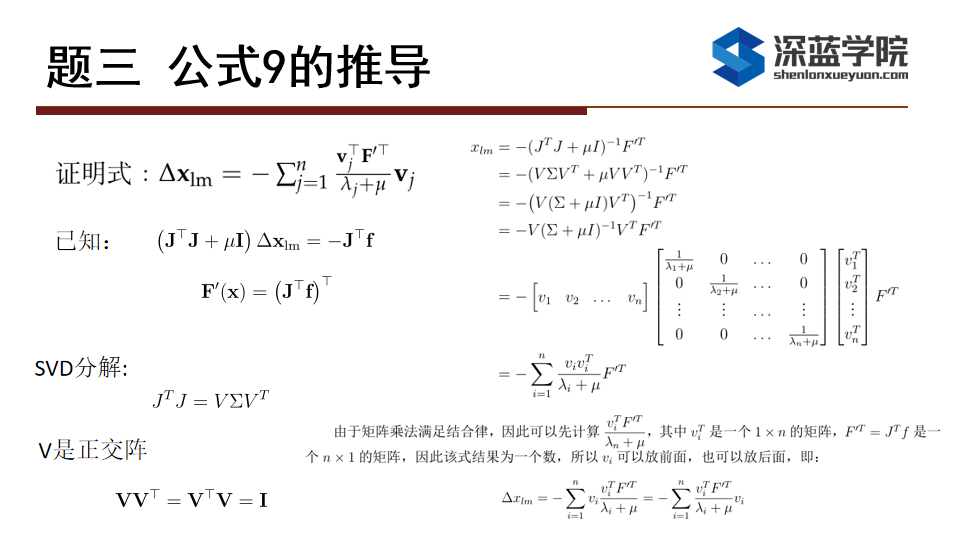 题三 公式9的推导
深蓝学院
shenlanxueyuan.com
证明式：$\Delta \mathbf{x}_{\mathrm{lm}} = -\sum_{j=1}^{n} \frac{\mathbf{v}_j^\top \mathbf{F}'^\top}{\lambda_j+\mu} \mathbf{v}_j$
已知： $(\mathbf{J}^\top \mathbf{J} + \mu \mathbf{I}) \Delta \mathbf{x}_{\mathrm{lm}} = -\mathbf{J}^\top \mathbf{f}$
$\mathbf{F}'(\mathbf{x}) = (\mathbf{J}^\top \mathbf{f})^\top$
SVD分解:
$J^T J = V \Sigma V^T$
V是正交阵
$\mathbf{V}\mathbf{V}^\top = \mathbf{V}^\top \mathbf{V} = \mathbf{I}$
$x_{lm} = -(J^T J + \mu I)^{-1} F'^T$
$= -(V \Sigma V^T + \mu V V^T)^{-1} F'^T$
$= -(V(\Sigma + \mu I)V^T)^{-1} F'^T$
$= -V(\Sigma + \mu I)^{-1} V^T F'^T$
$= -\begin{bmatrix} v_1 & v_2 & \dots & v_n \end{bmatrix} \begin{bmatrix} \frac{1}{\lambda_1+\mu} & 0 & \dots & 0 \\ 0 & \frac{1}{\lambda_2+\mu} & \dots & 0 \\ \vdots & \vdots & \dots & \vdots \\ 0 & 0 & \dots & \frac{1}{\lambda_n+\mu} \end{bmatrix} \begin{bmatrix} v_1^T \\ v_2^T \\ \vdots \\ v_n^T \end{bmatrix} F'^T$
$= -\sum_{i=1}^{n} \frac{v_i v_i^T}{\lambda_i + \mu} F'^T$
由于矩阵乘法满足结合律，因此可以先计算 $\frac{v_i^T F'^T}{\lambda_n + \mu}$，其中 $v_i^T$ 是一个 $1 \times n$ 的矩阵，$F'^T = J^T f$ 是一
个 $n \times 1$ 的矩阵，因此该式结果为一个数，所以 $v_i$ 可以放前面，也可以放后面，即：
$\Delta x_{lm} = -\sum_{i=1}^{n} v_i \frac{v_i^T F'^T}{\lambda_i + \mu} = -\sum_{i=1}^{n} \frac{v_i^T F'^T}{\lambda_i + \mu} v_i$